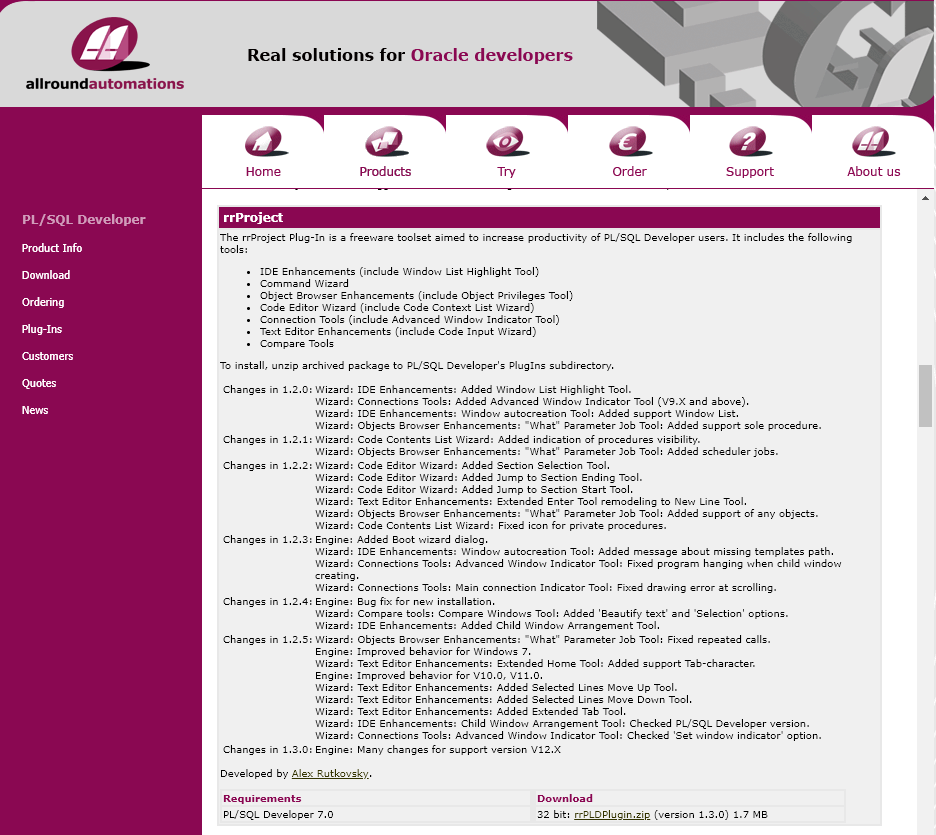 Real solutions for Oracle developers
allroundautomations
Home
Products
Try
Order
Support
About us
PL/SQL Developer
Product Info
Download
Ordering
Plug-Ins
Customers
Quotes
News
rrProject
The rrProject Plug-In is a freeware toolset aimed to increase productivity of PL/SQL Developer users. It includes the following
tools:
• IDE Enhancements (include Window List Highlight Tool)
• Command Wizard
• Object Browser Enhancements (include Object Privileges Tool)
• Code Editor Wizard (include Code Context List Wizard)
• Connection Tools (include Advanced Window Indicator Tool)
• Text Editor Enhancements (include Code Input Wizard)
• Compare Tools
To install, unzip archived package to PL/SQL Developer's PlugIns subdirectory.
Changes in 1.2.0: Wizard: IDE Enhancements: Added Window List Highlight Tool.
Wizard: Connections Tools: Added Advanced Window Indicator Tool (V9.X and above).
Wizard: IDE Enhancements: Window autocreation Tool: Added support Window List.
Wizard: Objects Browser Enhancements: "What" Parameter Job Tool: Added support sole procedure.
Changes in 1.2.1: Wizard: Code Contents List Wizard: Added indication of procedures visibility.
Wizard: Objects Browser Enhancements: "What" Parameter Job Tool: Added scheduler jobs.
Changes in 1.2.2: Wizard: Code Editor Wizard: Added Section Selection Tool.
Wizard: Code Editor Wizard: Added Jump to Section Ending Tool.
Wizard: Code Editor Wizard: Added Jump to Section Start Tool.
Wizard: Text Editor Enhancements: Extended Enter Tool remodeling to New Line Tool.
Wizard: Objects Browser Enhancements: "What" Parameter Job Tool: Added support of any objects.
Wizard: Code Contents List Wizard: Fixed icon for private procedures.
Changes in 1.2.3: Engine: Added Boot wizard dialog.
Wizard: IDE Enhancements: Window autocreation Tool: Added message about missing templates path.
Wizard: Connections Tools: Advanced Window Indicator Tool: Fixed program hanging when child window
creating.
Wizard: Connections Tools: Main connection Indicator Tool: Fixed drawing error at scrolling.
Changes in 1.2.4: Engine: Bug fix for new installation.
Wizard: Compare tools: Compare Windows Tool: Added 'Beautify text' and 'Selection' options.
Wizard: IDE Enhancements: Added Child Window Arrangement Tool.
Changes in 1.2.5: Wizard: Objects Browser Enhancements: "What" Parameter Job Tool: Fixed repeated calls.
Engine: Improved behavior for Windows 7.
Wizard: Text Editor Enhancements: Extended Home Tool: Added support Tab-character.
Engine: Improved behavior for V10.0, V11.0.
Wizard: Text Editor Enhancements: Added Selected Lines Move Up Tool.
Wizard: Text Editor Enhancements: Added Selected Lines Move Down Tool.
Wizard: Text Editor Enhancements: Added Extended Tab Tool.
Wizard: IDE Enhancements: Child Window Arrangement Tool: Checked PL/SQL Developer version.
Wizard: Connections Tools: Advanced Window Indicator Tool: Checked 'Set window indicator' option.
Changes in 1.3.0: Engine: Many changes for support version V12.X
Developed by Alex Rutkovsky.
Requirements Download
PL/SQL Developer 7.0 32 bit: rrPLDPlugin.zip (version 1.3.0) 1.7 MB